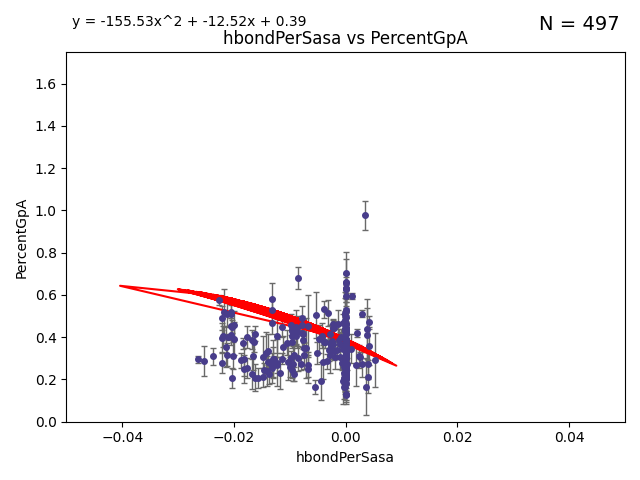 y = -155.53x^2 + -12.52x + 0.39
N = 497
hbondPerSasa vs PercentGpA
1.6
1.4
1.2
1.0
0.8
0.6
0.4
0.2
0.0
PercentGpA
−0.04
−0.02
0.00
0.02
0.04
hbondPerSasa